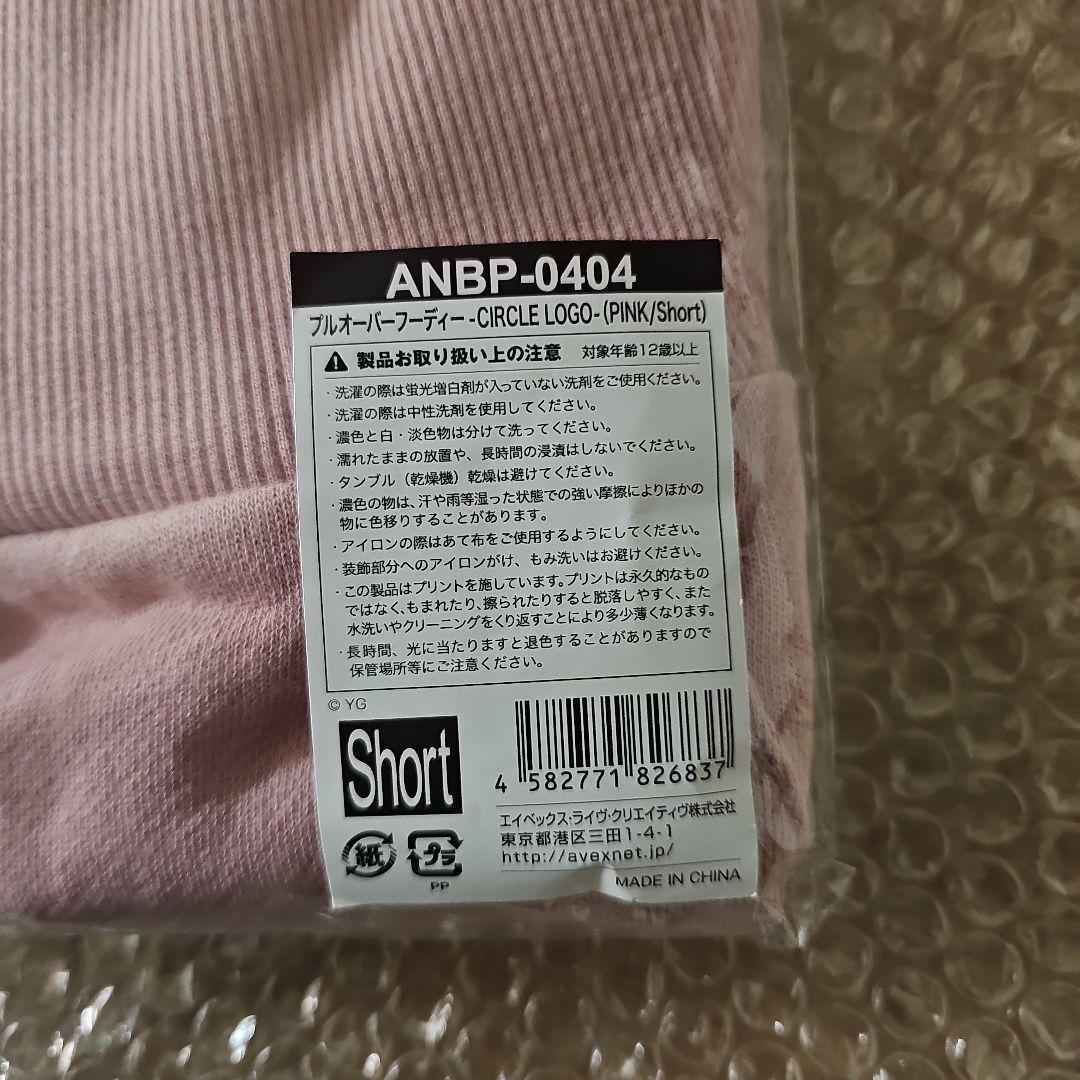 ANBP-0404
プルオーバーフーディー -CIRCLE LOGO- (PINK/Short)
製品お取り扱い上の注意 対象年齢12歳以上
・洗濯の際は蛍光増白剤が入っていない洗剤をご使用ください。
・洗濯の際は中性洗剤を使用してください。
・濃色と白・淡色物は分けて洗ってください。
・濡れたままの放置や、長時間の浸漬はしないでください。
・タンブル（乾燥機）乾燥は避けてください。
・濃色の物は、汗や雨等湿った状態での強い摩擦によりほかの
物に色移りすることがあります。
・アイロンの際はあて布をご使用するようにしてください。
・装飾部分へのアイロンがけ、もみ洗いはお避けください。
・この製品はプリントを施しています。プリントは永久的なもの
ではなく、もまれたり、擦られたりすると脱落しやすく、また
水洗いやクリーニングをくり返すことにより多少薄くなります。
・長時間、光に当たりますと退色することがありますので
保管場所等にご注意ください。
© YG
Short
4 582771 826837
エイベックス・ライヴ・クリエイティヴ株式会社
東京都港区三田1-4-1
http://avexnet.jp/
紙 プラ
PP
MADE IN CHINA